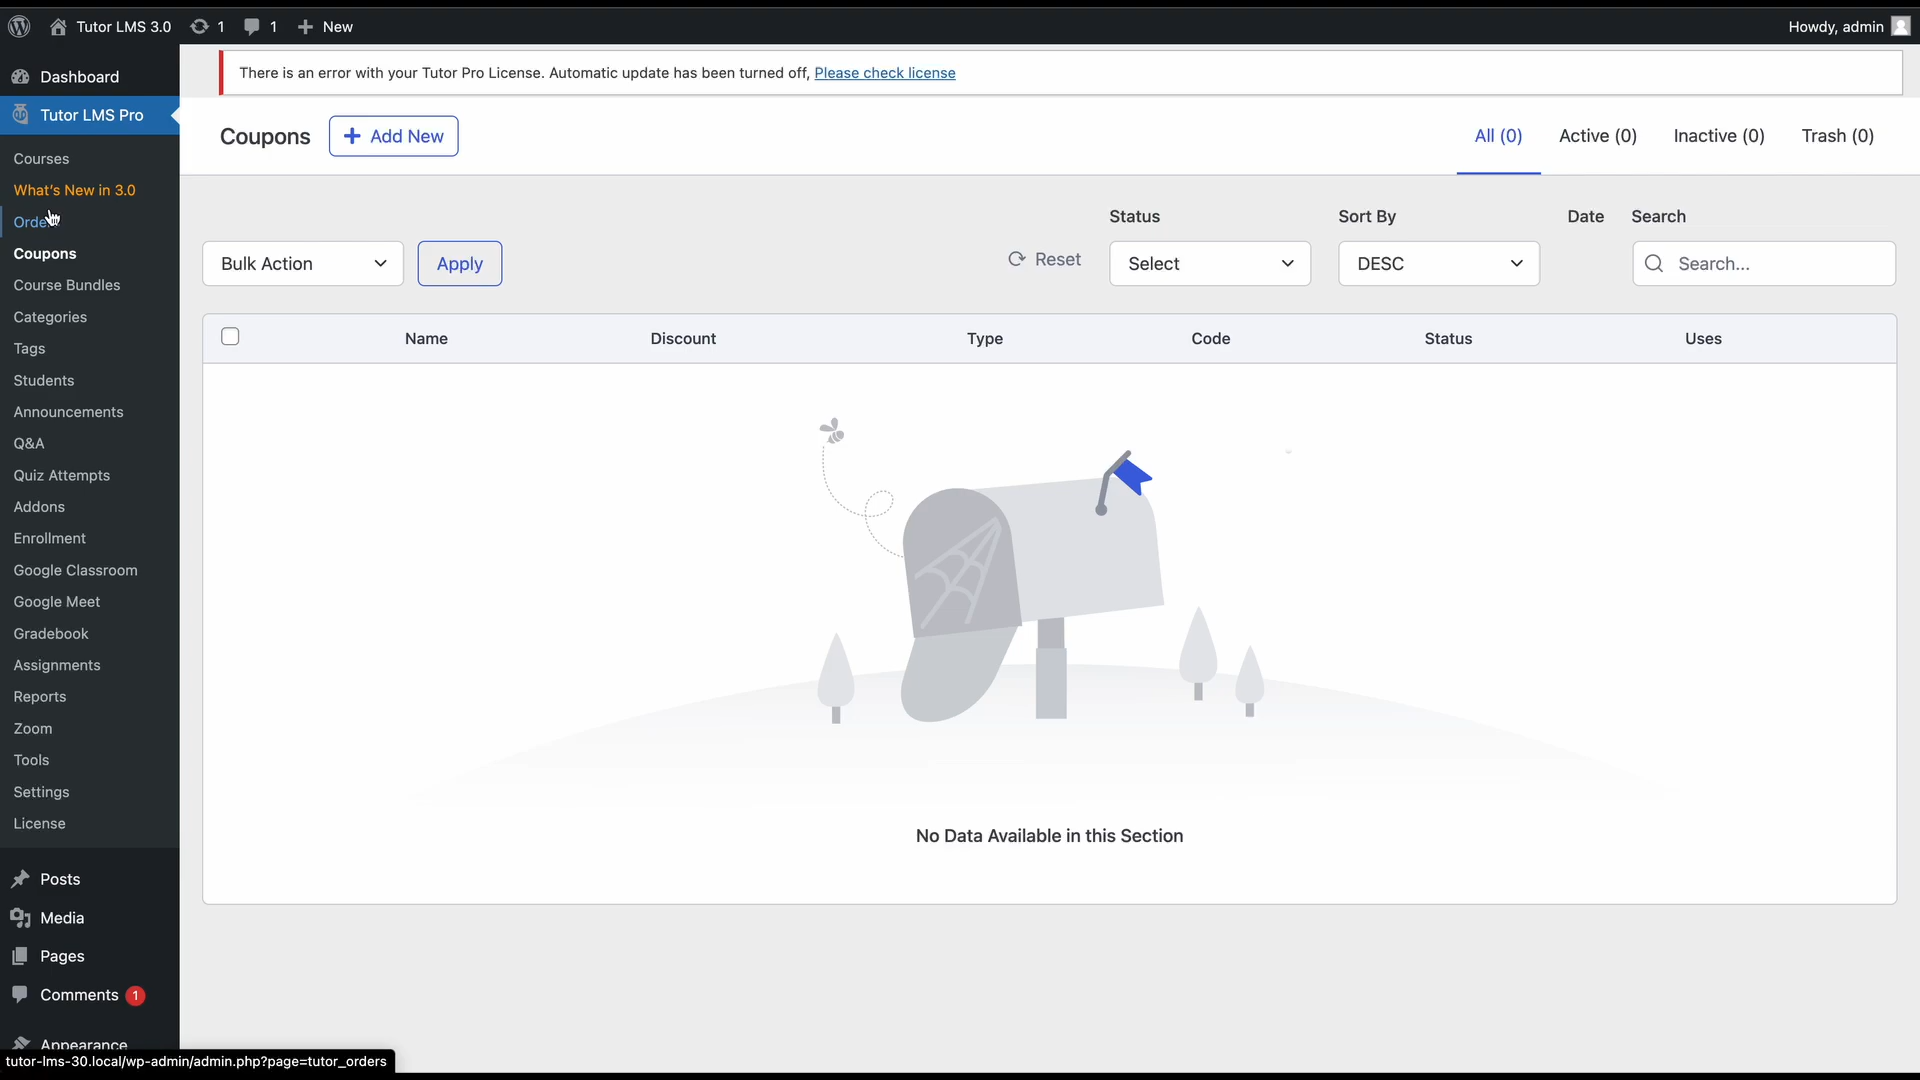 Tutor LMS 3.0 1 1 New Howdy, admin
Dashboard
Tutor LMS Pro
Courses
What's New in 3.0
Coupons
Course Bundles
Categories
Tags
Students
Announcements
Q&A
Quiz Attempts
Addons
Enrollment
Google Classroom
Google Meet
Gradebook
Assignments
Reports
Zoom
Tools
Settings
License
Posts
Media
Pages
Comments 1
Appearance
There is an error with your Tutor Pro License. Automatic update has been turned off, Please check license
Coupons Add New All (0) Active (0) Inactive (0) Trash (0)
Status Sort By Date Search
Bulk Action Apply Reset Select DESC Search...
Name Discount Type Code Status Uses
No Data Available in this Section
tutor-lms-30.local/wp-admin/admin.php?page=tutor_orders